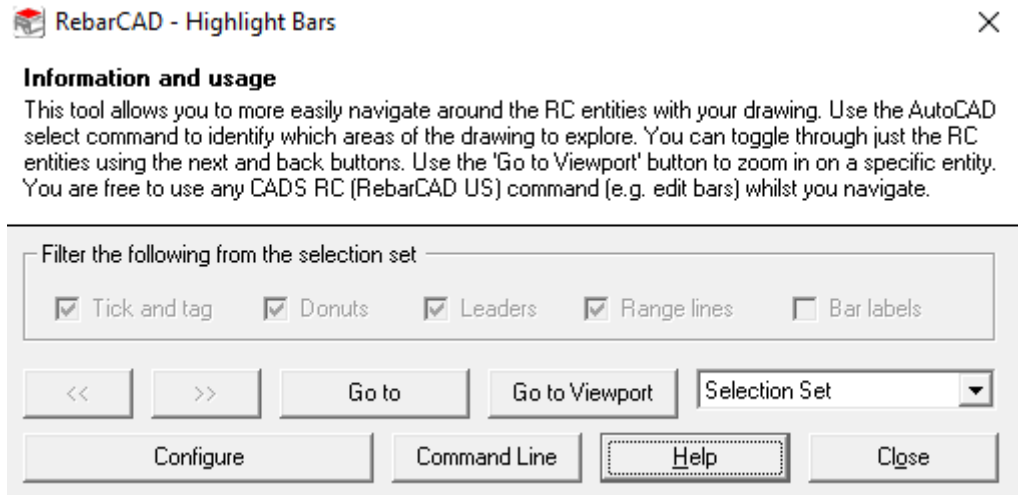 RebarCAD - Highlight Bars
Information and usage
This tool allows you to more easily navigate around the RC entities with your drawing. Use the AutoCAD
select command to identify which areas of the drawing to explore. You can toggle through just the RC
entities using the next and back buttons. Use the 'Go to Viewport' button to zoom in on a specific entity.
You are free to use any CADS RC (RebarCAD US) command (e.g. edit bars) whilst you navigate.
Filter the following from the selection set
Tick and tag Donuts Leaders Range lines Bar labels
<< >> Go to Go to Viewport Selection Set
Configure Command Line Help Close